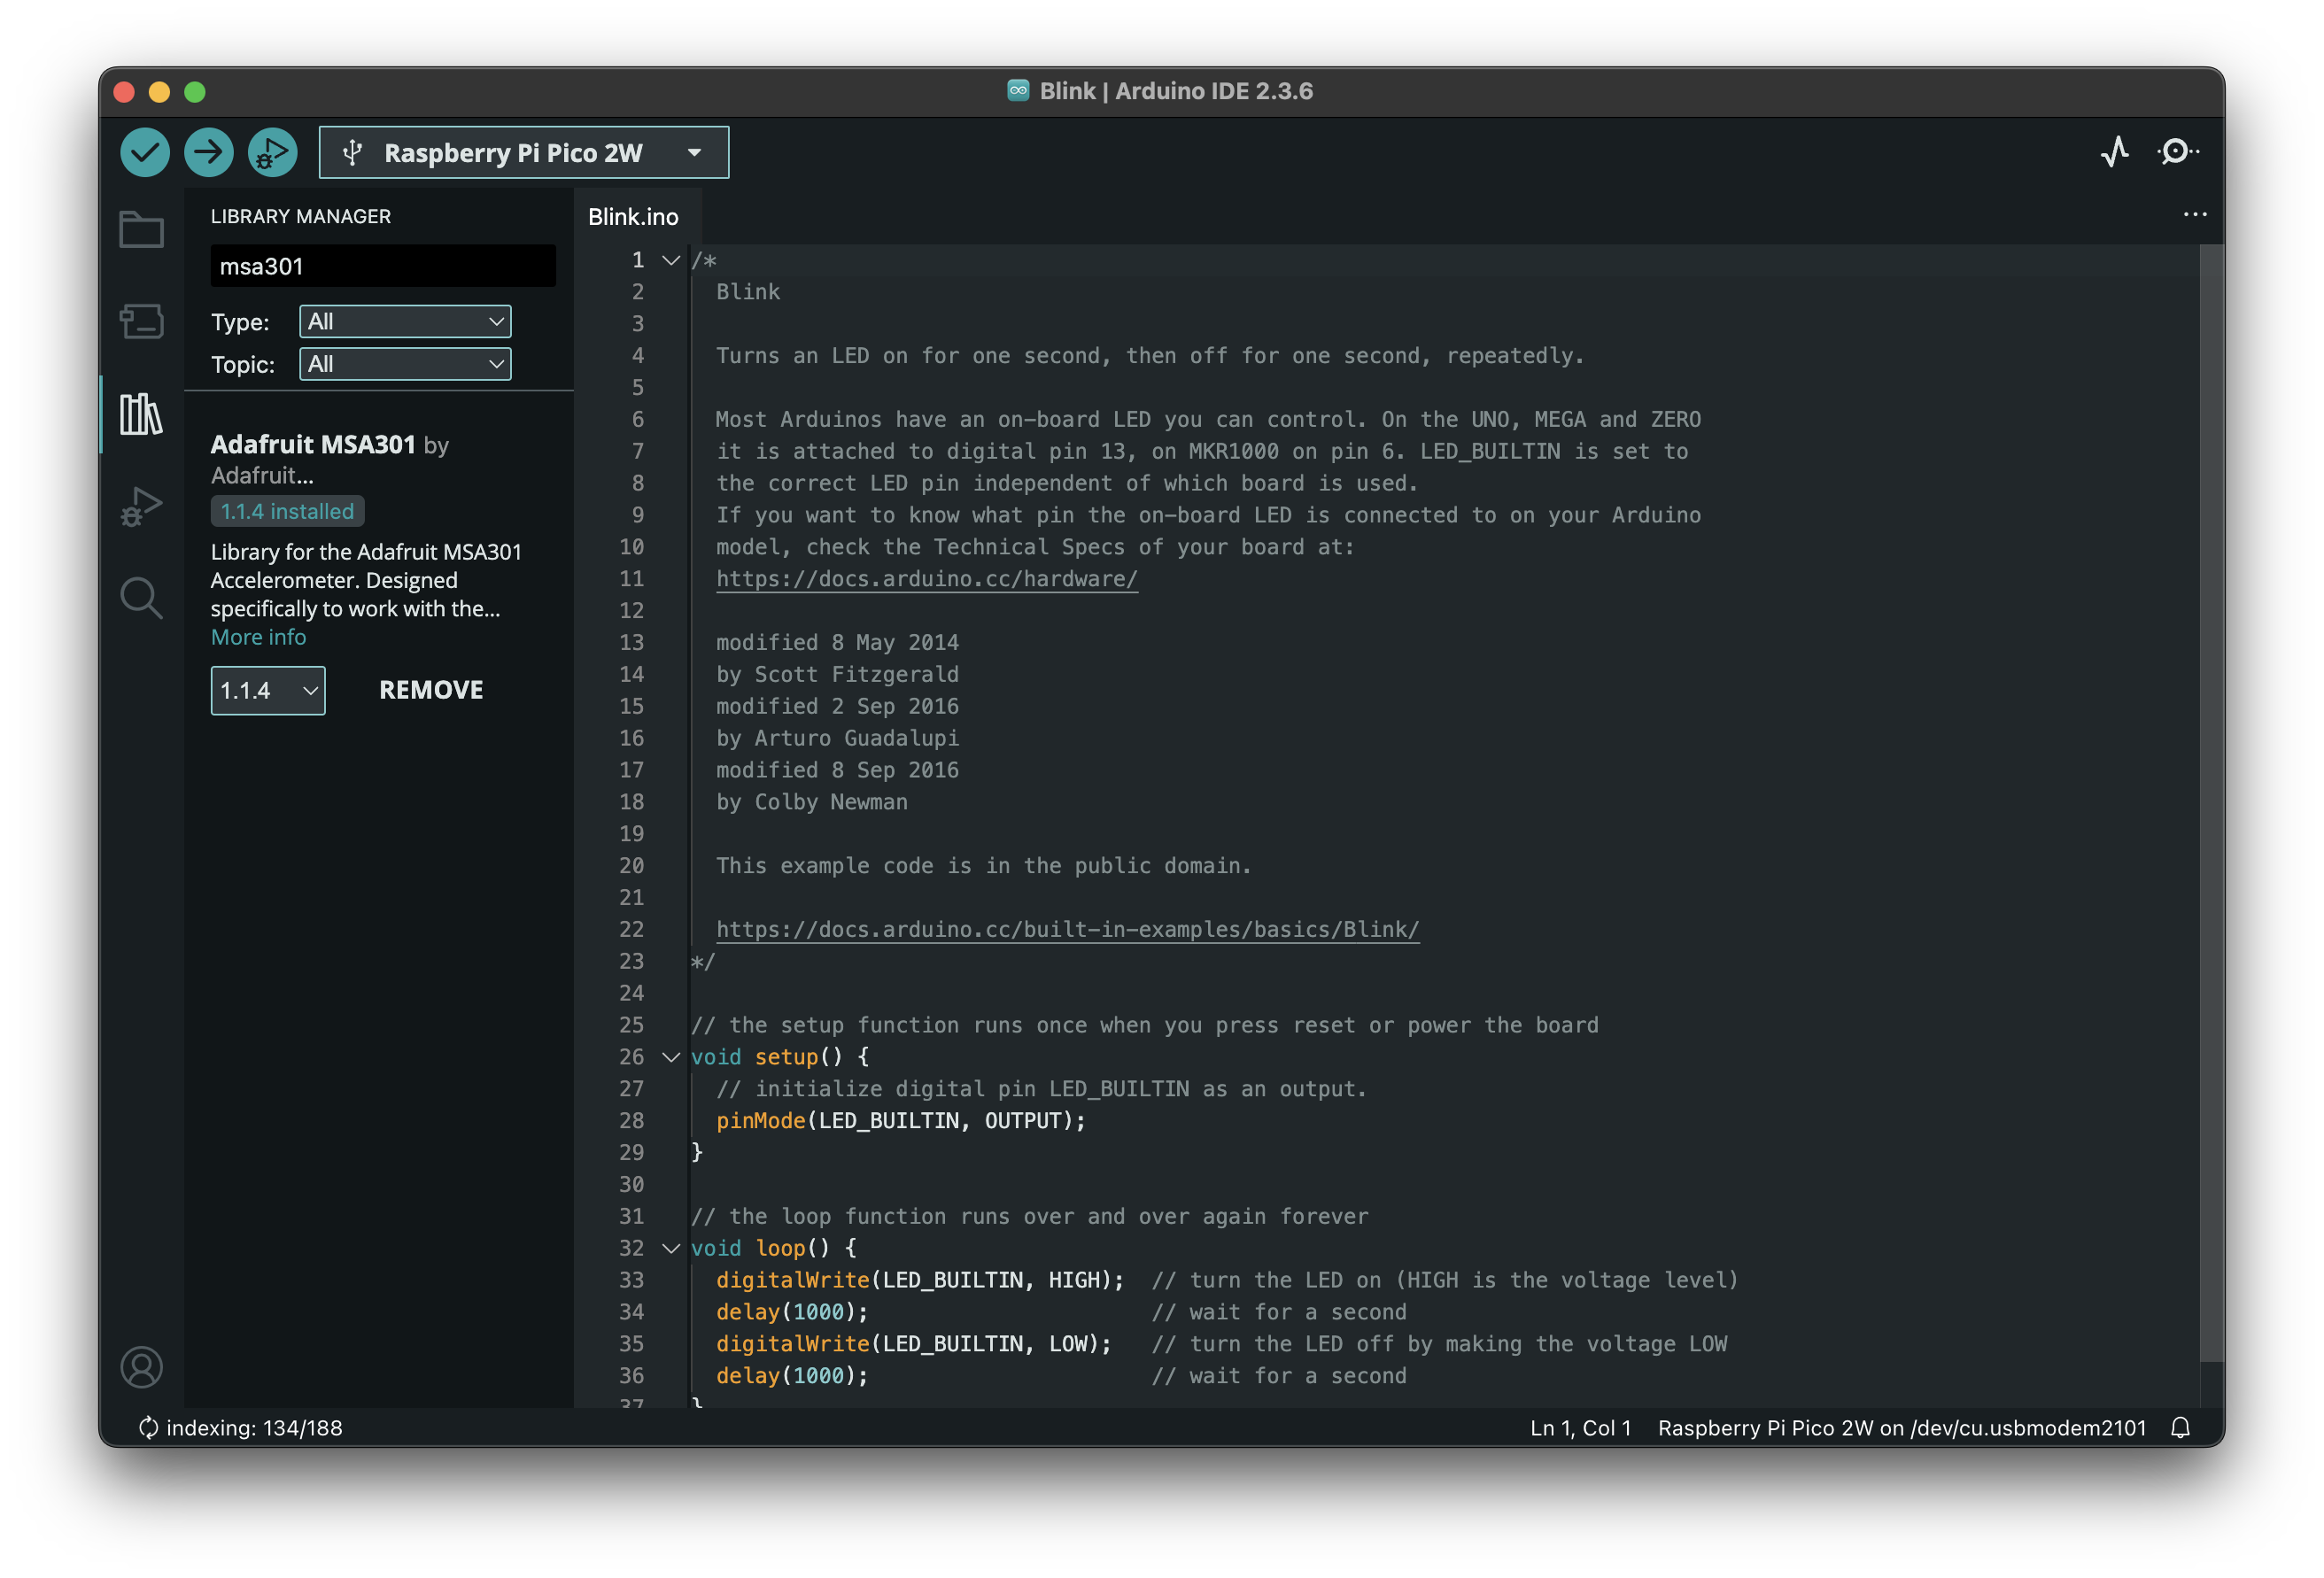 Blink | Arduino IDE 2.3.6
Raspberry Pi Pico 2W
LIBRARY MANAGER
msa301
Type: All
Topic: All
Adafruit MSA301 by
Adafruit...
1.1.4 installed
Library for the Adafruit MSA301
Accelerometer. Designed
specifically to work with the...
More info
1.1.4
REMOVE
Blink.ino
1 /*
2 Blink
3
4 Turns an LED on for one second, then off for one second, repeatedly.
5
6 Most Arduinos have an on-board LED you can control. On the UNO, MEGA and ZERO
7 it is attached to digital pin 13, on MKR1000 on pin 6. LED_BUILTIN is set to
8 the correct LED pin independent of which board is used.
9 If you want to know what pin the on-board LED is connected to on your Arduino
10 model, check the Technical Specs of your board at:
11 https://docs.arduino.cc/hardware/
12
13 modified 8 May 2014
14 by Scott Fitzgerald
15 modified 2 Sep 2016
16 by Arturo Guadalupi
17 modified 8 Sep 2016
18 by Colby Newman
19
20 This example code is in the public domain.
21
22 https://docs.arduino.cc/built-in-examples/basics/Blink/
23 */
24
25 // the setup function runs once when you press reset or power the board
26 void setup() {
27 // initialize digital pin LED_BUILTIN as an output.
28 pinMode(LED_BUILTIN, OUTPUT);
29 }
30
31 // the loop function runs over and over again forever
32 void loop() {
33 digitalWrite(LED_BUILTIN, HIGH); // turn the LED on (HIGH is the voltage level)
34 delay(1000); // wait for a second
35 digitalWrite(LED_BUILTIN, LOW); // turn the LED off by making the voltage LOW
36 delay(1000); // wait for a second
37 }
indexing: 134/188
Ln 1, Col 1
Raspberry Pi Pico 2W on /dev/cu.usbmodem2101